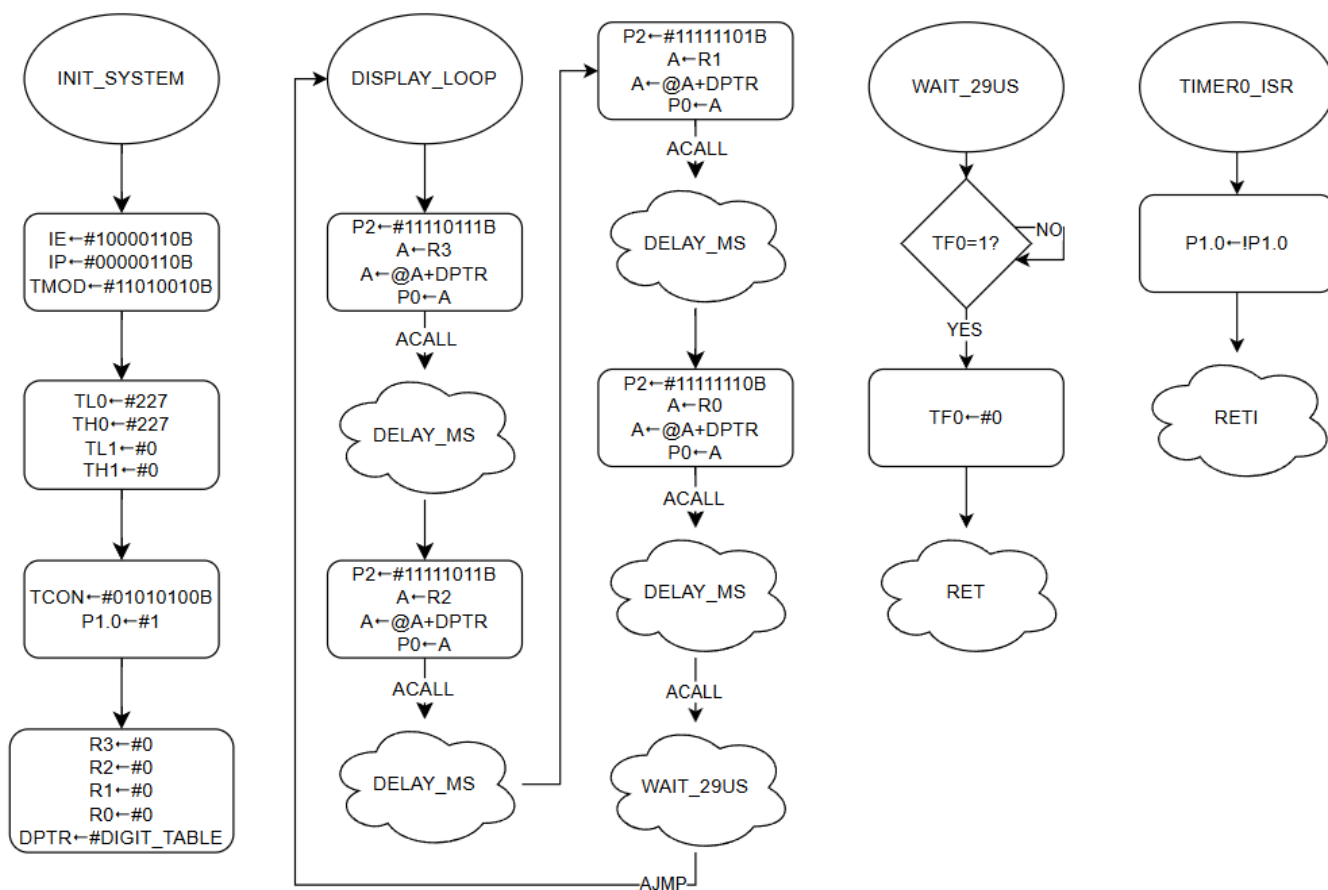 INIT_SYSTEM
IE←#10000110B
IP←#00000110B
TMOD←#11010010B
TL0←#227
TH0←#227
TL1←#0
TH1←#0
TCON←#01010100B
P1.0←#1
R3←#0
R2←#0
R1←#0
R0←#0
DPTR←#DIGIT_TABLE
DISPLAY_LOOP
P2←#11110111B
A←R3
A←@A+DPTR
P0←A
ACALL
DELAY_MS
P2←#11111011B
A←R2
A←@A+DPTR
P0←A
ACALL
DELAY_MS
P2←#11111101B
A←R1
A←@A+DPTR
P0←A
ACALL
DELAY_MS
P2←#11111110B
A←R0
A←@A+DPTR
P0←A
ACALL
DELAY_MS
ACALL
WAIT_29US
AJMP
WAIT_29US
TF0=1?
NO
YES
TF0←#0
RET
TIMER0_ISR
P1.0←!P1.0
RETI